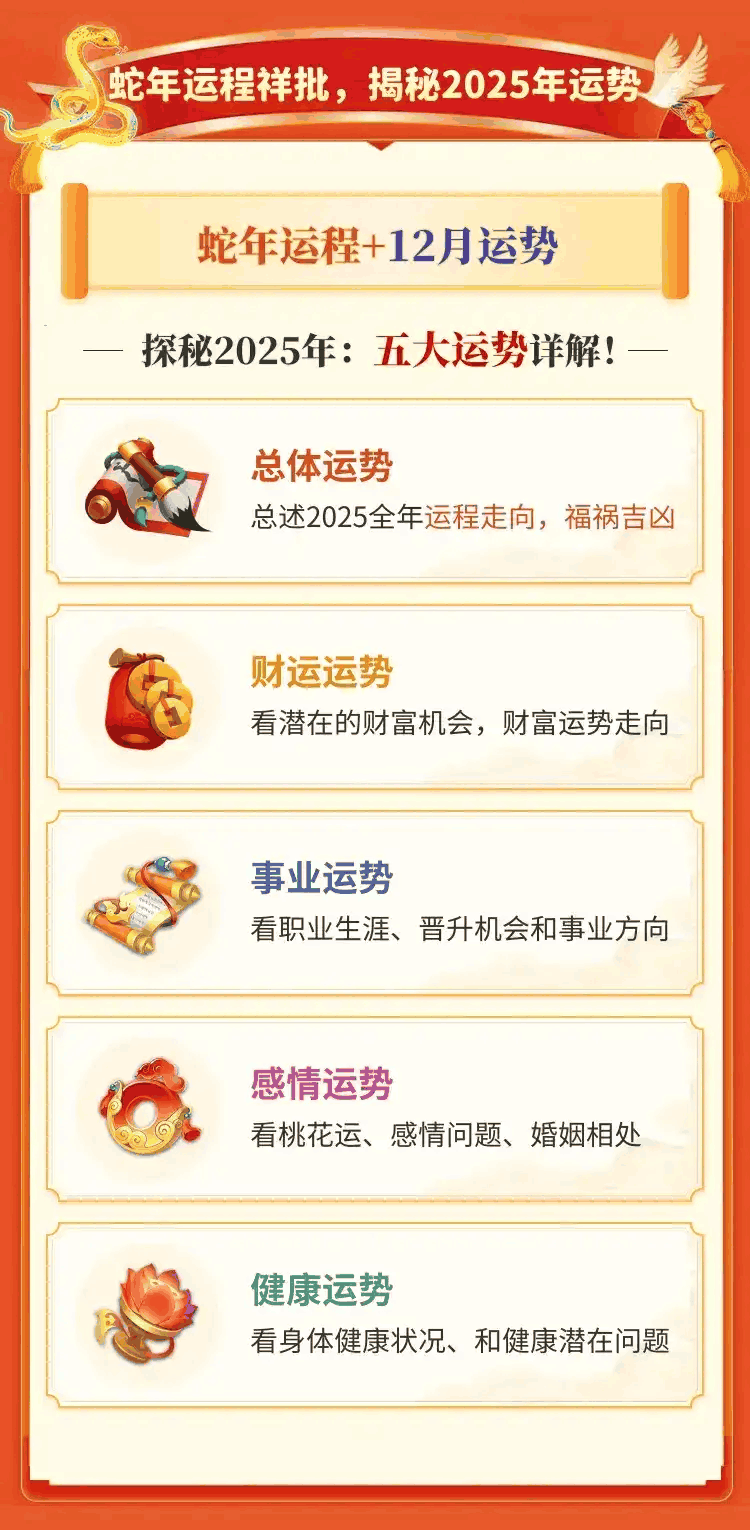 蛇年运程祥批，揭秘2025年运势
蛇年运程+12月运势
探秘2025年：五大运势详解！
总体运势
总述2025全年运程走向，福祸吉凶
财运运势
看潜在的财富机会，财富运势走向
事业运势
看职业生涯、晋升机会和事业方向
感情运势
看桃花运、感情问题、婚姻相处
健康运势
看身体健康状况、和健康潜在问题